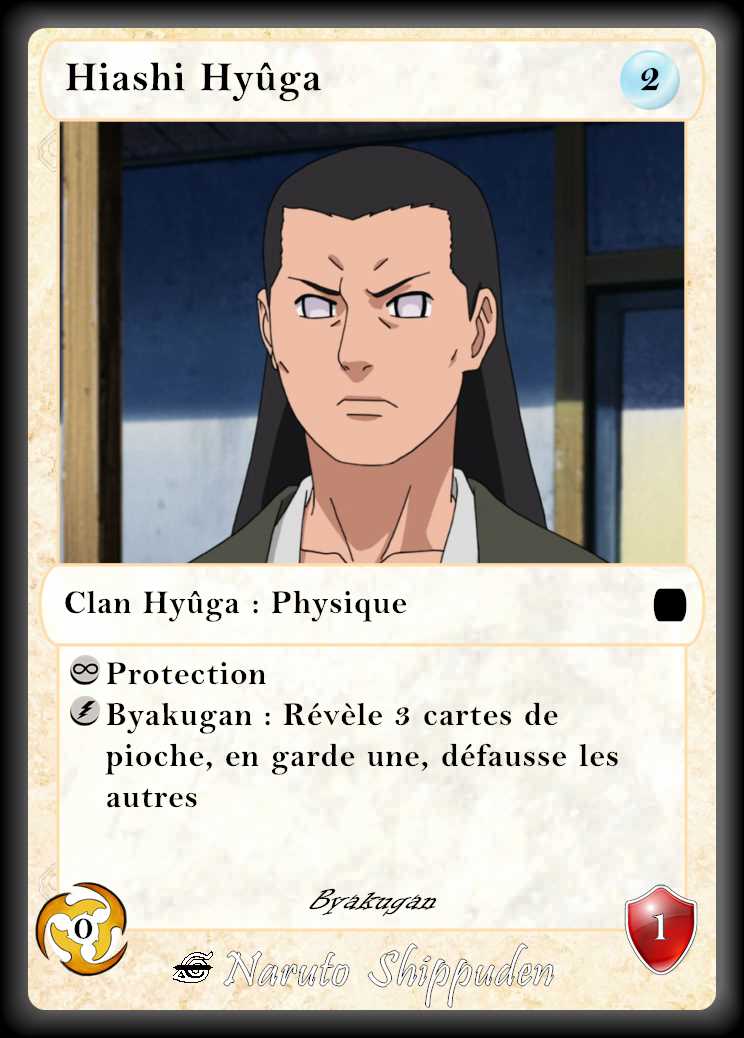 Hiashi Hyûga
2
Clan Hyûga : Physique
Protection
Byakugan : Révèle 3 cartes de
pioche, en garde une, défausse les
autres
Byakugan
0
1
Naruto Shippuden